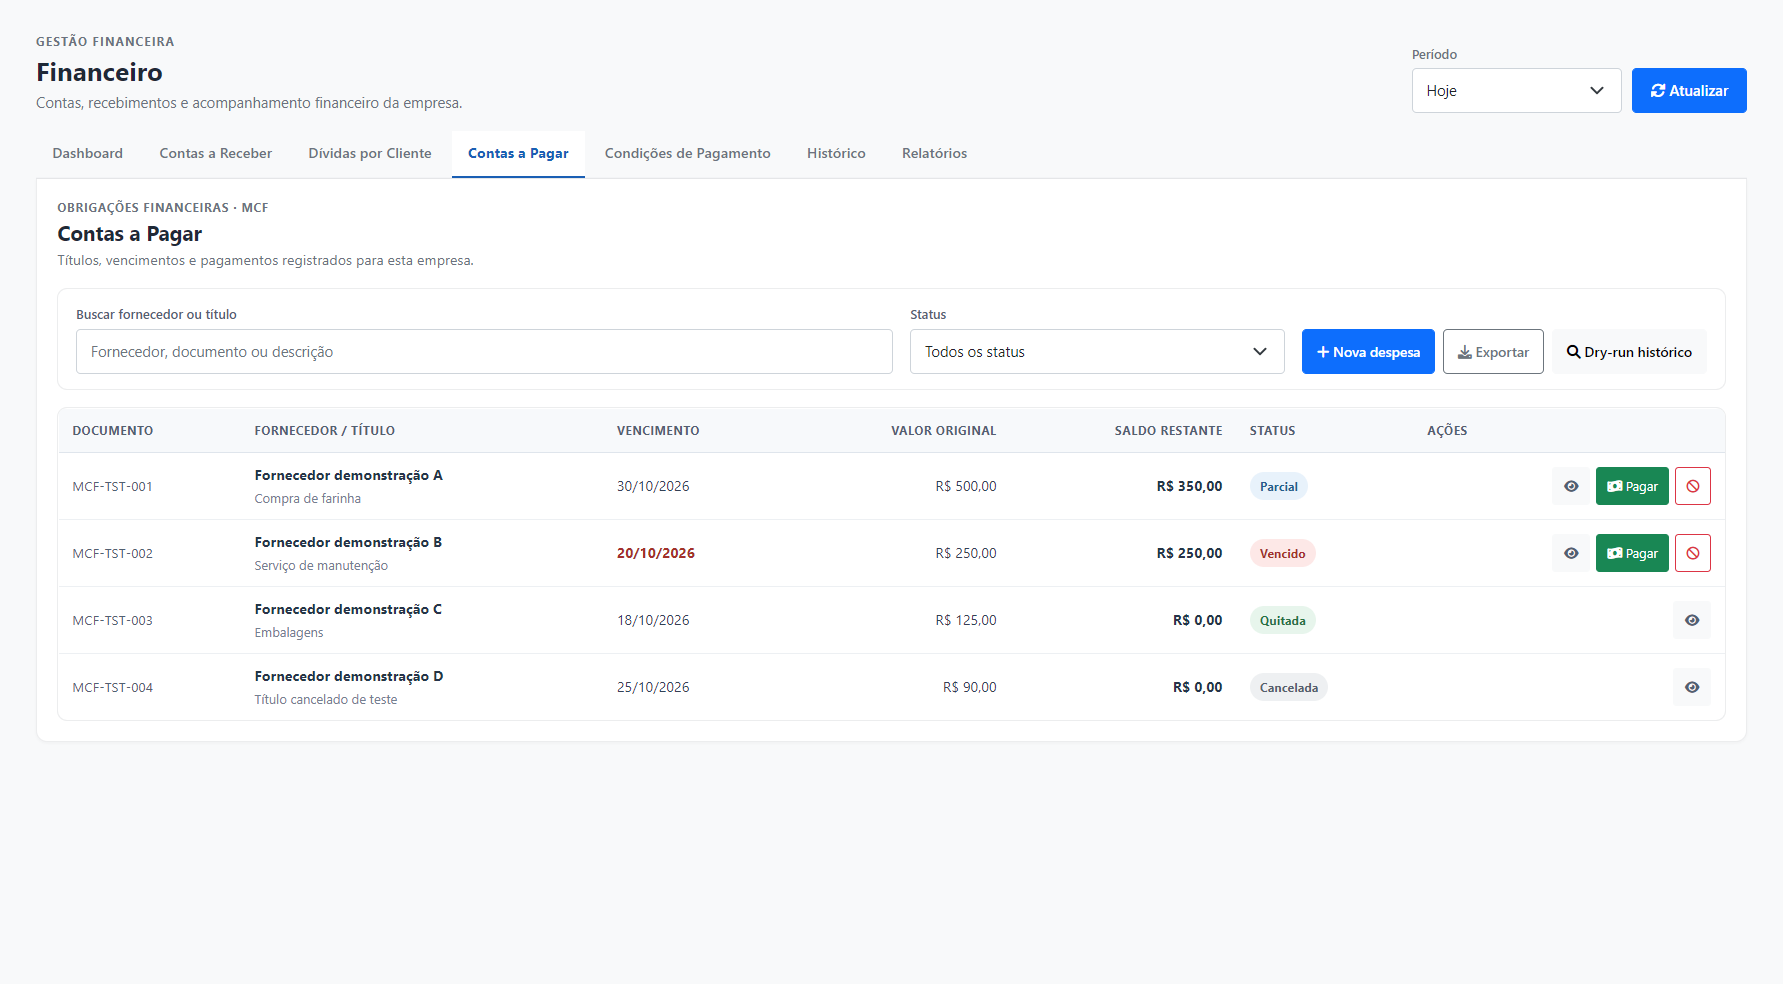 GESTÃO FINANCEIRA
Financeiro
Contas, recebimentos e acompanhamento financeiro da empresa.
Período
Hoje
Atualizar
Dashboard Contas a Receber Dívidas por Cliente Contas a Pagar Condições de Pagamento Histórico Relatórios
OBRIGAÇÕES FINANCEIRAS · MCF
Contas a Pagar
Títulos, vencimentos e pagamentos registrados para esta empresa.
Buscar fornecedor ou título Status
Fornecedor, documento ou descrição Todos os status Nova despesa Exportar Dry-run histórico
DOCUMENTO FORNECEDOR / TÍTULO VENCIMENTO VALOR ORIGINAL SALDO RESTANTE STATUS AÇÕES
MCF-TST-001 Fornecedor demonstração A 30/10/2026 R$ 500,00 R$ 350,00 Parcial Pagar
Compra de farinha
MCF-TST-002 Fornecedor demonstração B 20/10/2026 R$ 250,00 R$ 250,00 Vencido Pagar
Serviço de manutenção
MCF-TST-003 Fornecedor demonstração C 18/10/2026 R$ 125,00 R$ 0,00 Quitada
Embalagens
MCF-TST-004 Fornecedor demonstração D 25/10/2026 R$ 90,00 R$ 0,00 Cancelada
Título cancelado de teste